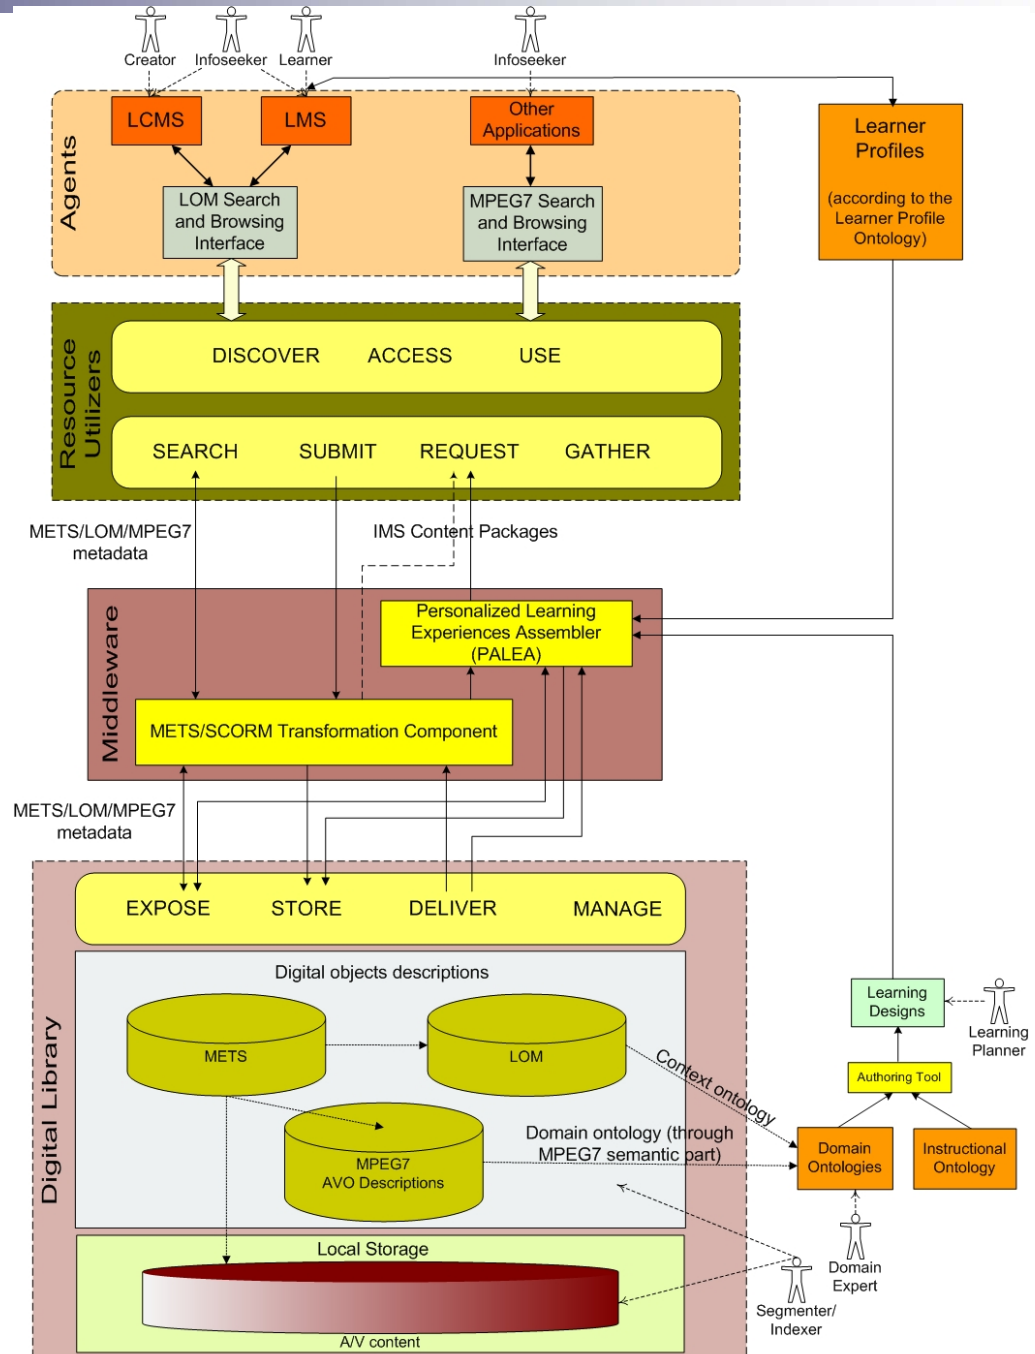 Creator
Infoseeker
Learner
Infoseeker
Agents
LCMS
LMS
Other
Applications
LOM Search
and Browsing
Interface
MPEG7 Search
and Browsing
Interface
Learner
Profiles
(according to the
Learner Profile
Ontology)
Resource
Utilizers
DISCOVER ACCESS USE
SEARCH SUBMIT REQUEST GATHER
METS/LOM/MPEG7
metadata
IMS Content Packages
Middleware
Personalized Learning
Experiences Assembler
(PALEA)
METS/SCORM Transformation Component
METS/LOM/MPEG7
metadata
Digital Library
EXPOSE STORE DELIVER MANAGE
Digital objects descriptions
METS
LOM
MPEG7
AVO Descriptions
Context ontology
Domain ontology (through
MPEG7 semantic part)
Learning
Designs
Learning
Planner
Authoring Tool
Domain
Ontologies
Instructional
Ontology
Domain
Expert
Segmenter/
Indexer
Local Storage
A/V content